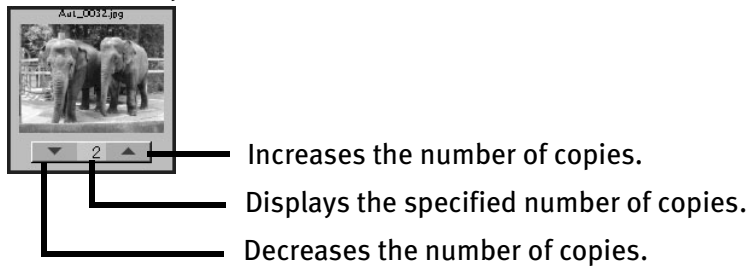 Aut_0032.jpg
2
Increases the number of copies.
Displays the specified number of copies.
Decreases the number of copies.